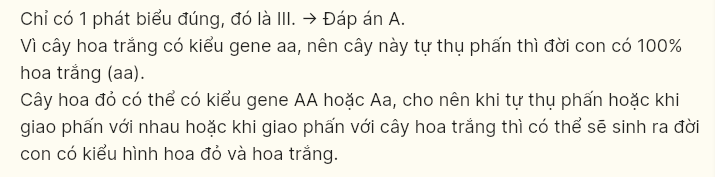 Chỉ có 1 phát biểu đúng, đó là III. → Đáp án A.
Vì cây hoa trắng có kiểu gene aa, nên cây này tự thụ phấn thì đời con có 100%
hoa trắng (aa).
Cây hoa đỏ có thể có kiểu gene AA hoặc Aa, cho nên khi tự thụ phấn hoặc khi
giao phấn với nhau hoặc khi giao phấn với cây hoa trắng thì có thể sẽ sinh ra đời
con có kiểu hình hoa đỏ và hoa trắng.